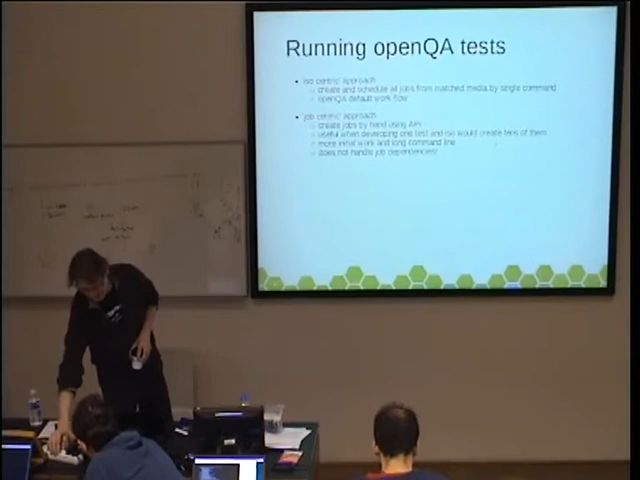 Running openQA tests
iso centric approach
create and schedule all jobs from matched media by single command
openQA default work flow
job centric approach
create jobs by hand using API
useful when developing one test and iso would create tens of them
more initial work and long command line
does not handle job dependencies!